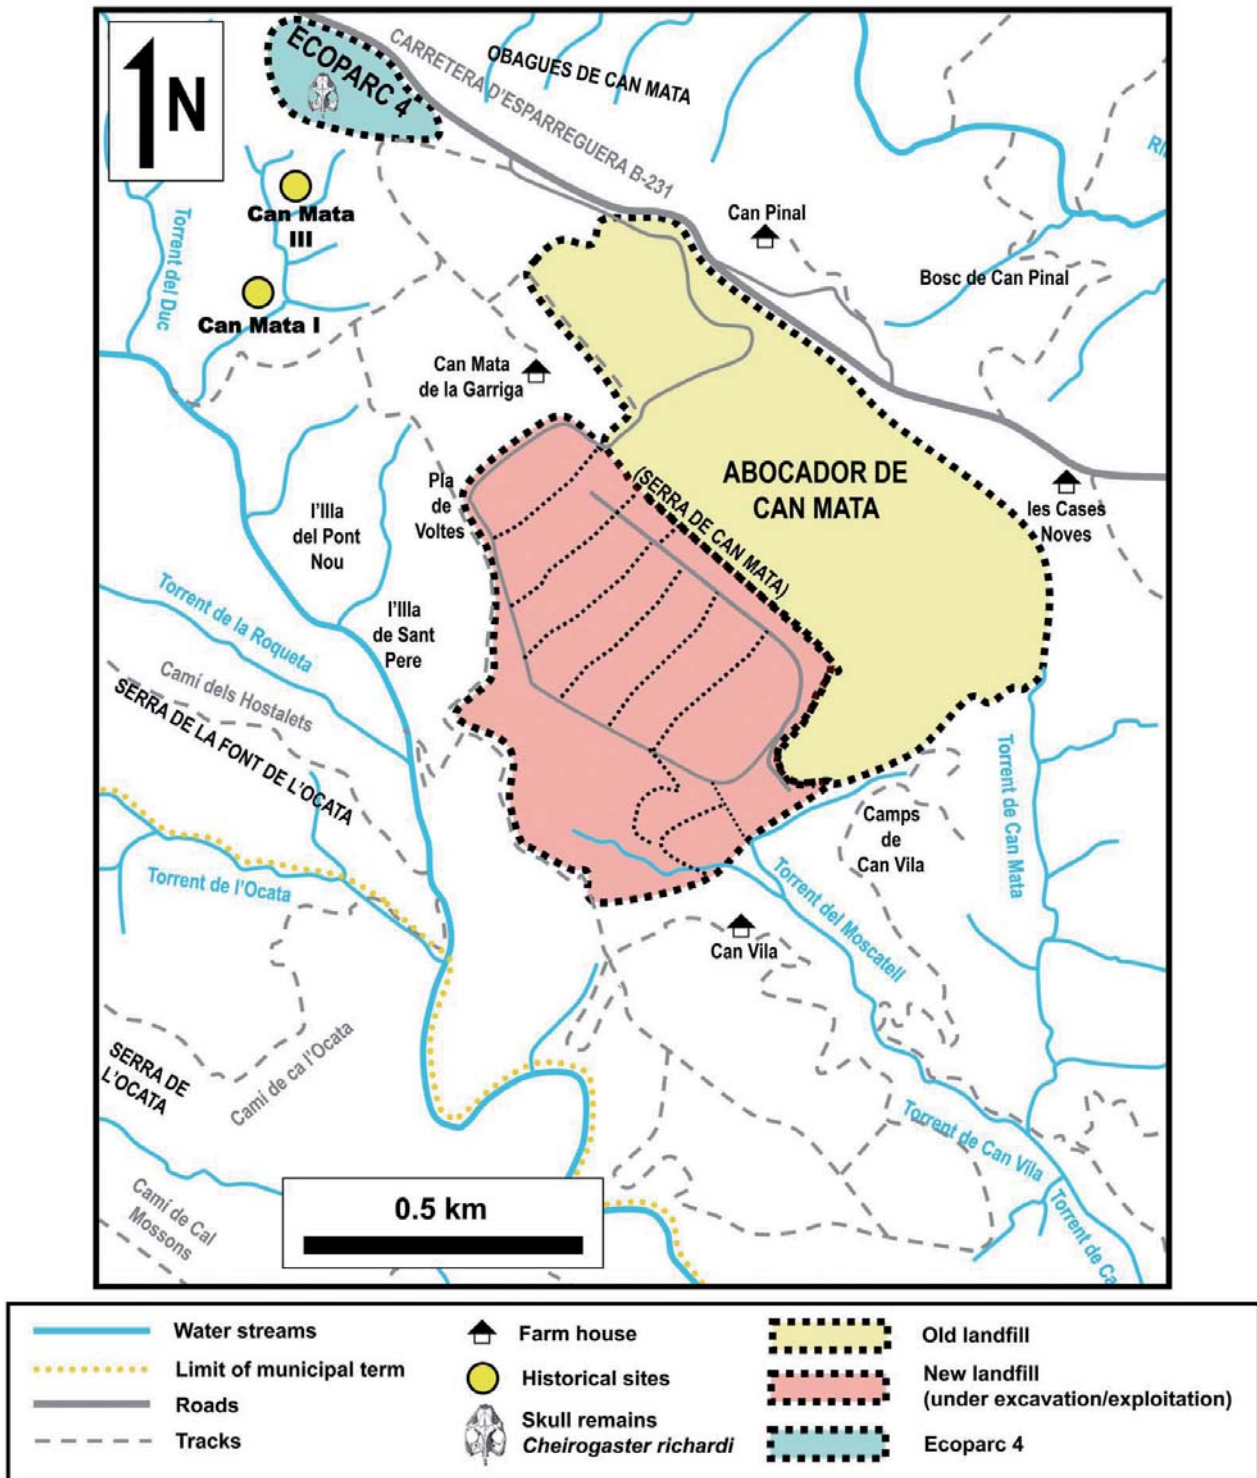 N
ECOPARC 4
CARRETERA D'ESPARREGUERA B-231
OBAGUES DE CAN MATA
Can Mata
III
Can Mata I
Torrent del Duc
Can Pinal
Bosc de Can Pinal
Can Mata
de la Garriga
ABOCADOR DE
CAN MATA
(SERRA DE CAN MATA)
les Cases
Noves
Pla
de
Voltes
l'Illa
del Pont
Nou
l'Illa
de Sant
Pere
Torrent de la Roqueta
Camí dels Hostalets
SERRA DE LA FONT DE L'OCATA
Torrent de l'Ocata
Torrent de Can Mata
Camps
de
Can Vila
Torrent del Moscatell
Can Vila
SERRA DE
L'OCATA
Camí de ca l'Ocata
Torrent de Can Vila
Torrent de Ca
Camí de Cal
Mossons
0.5 km
Water streams
Limit of municipal term
Roads
Tracks
Farm house
Historical sites
Skull remains
Cheirogaster richardi
Old landfill
New landfill
(under excavation/exploitation)
Ecoparc 4